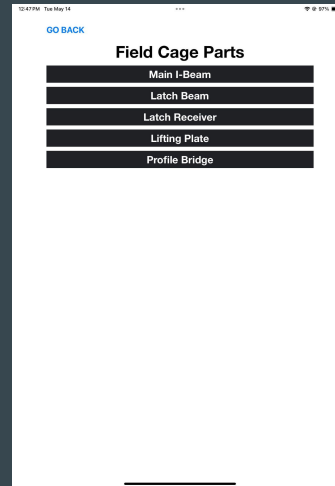 12:47 PM Tue May 14
97%
GO BACK
Field Cage Parts
Main I-Beam
Latch Beam
Latch Receiver
Lifting Plate
Profile Bridge